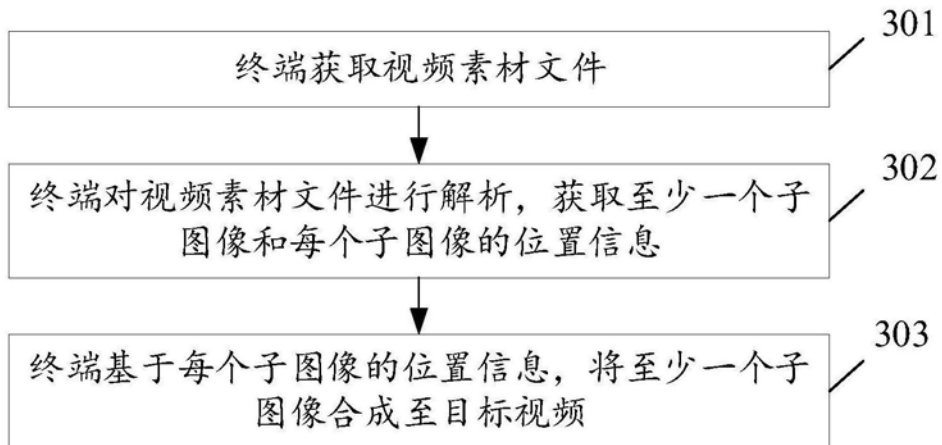 301
终端获取视频素材文件
302
终端对视频素材文件进行解析，获取至少一个子
图像和每个子图像的位置信息
303
终端基于每个子图像的位置信息，将至少一个子
图像合成至目标视频